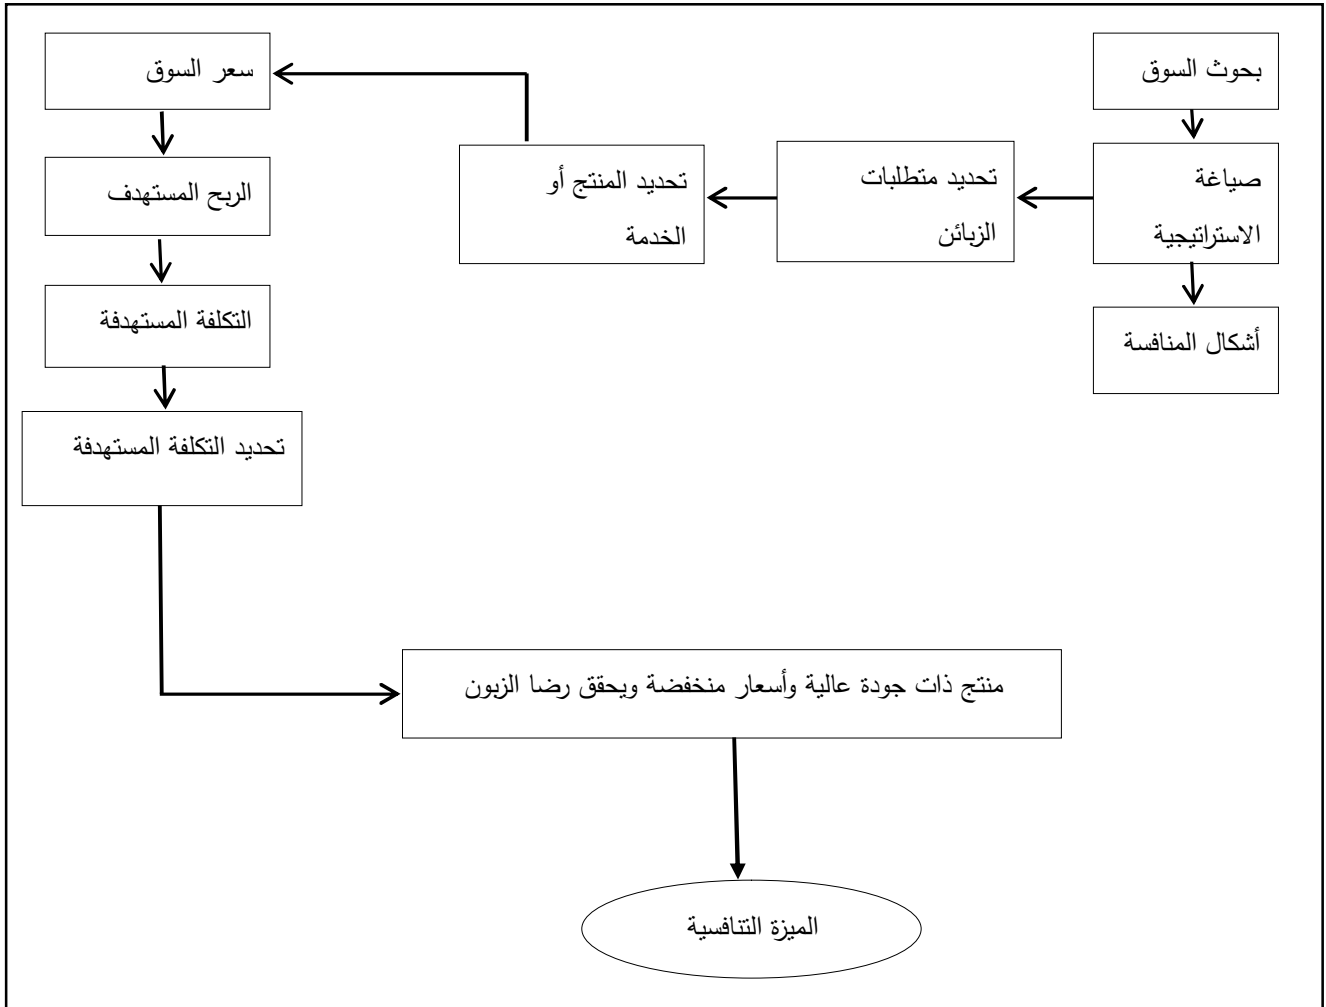 بحوث السوق
صياغة
الاستراتيجية
أشكال المنافسة
تحديد متطلبات
الزبائن
تحديد المنتج أو
الخدمة
سعر السوق
الربح المستهدف
التكلفة المستهدفة
تحديد التكلفة المستهدفة
منتج ذات جودة عالية وأسعار منخفضة ويحقق رضا الزبون
الميزة التنافسية